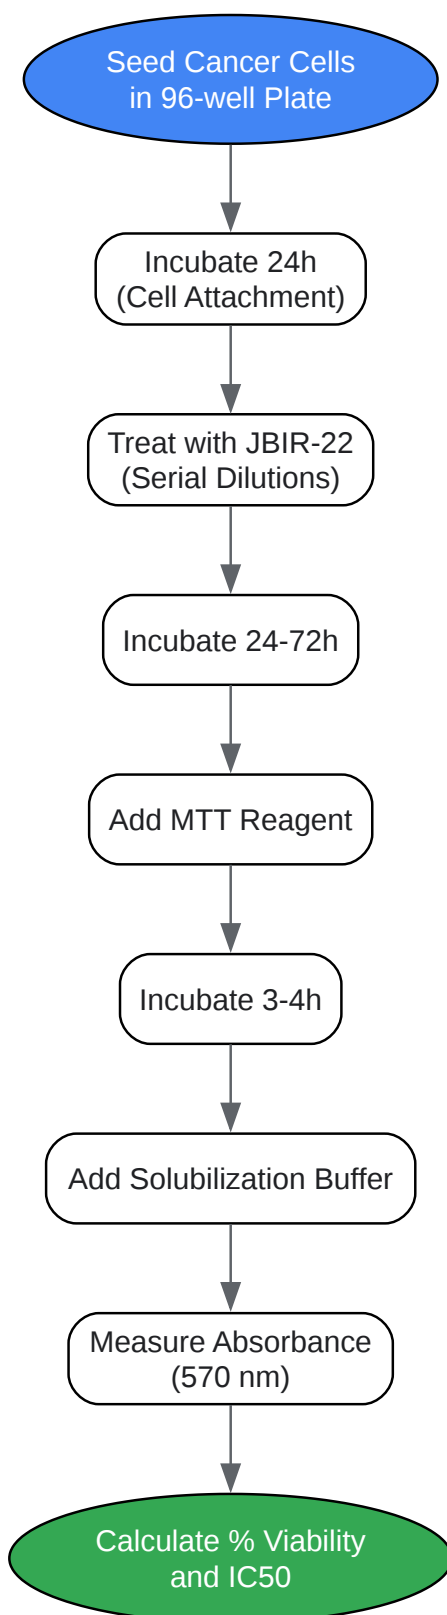 Seed Cancer Cells
in 96-well Plate
Incubate 24h
(Cell Attachment)
Treat with JBIR-22
(Serial Dilutions)
Incubate 24-72h
Add MTT Reagent
Incubate 3-4h
Add Solubilization Buffer
Measure Absorbance
(570 nm)
Calculate % Viability
and IC50